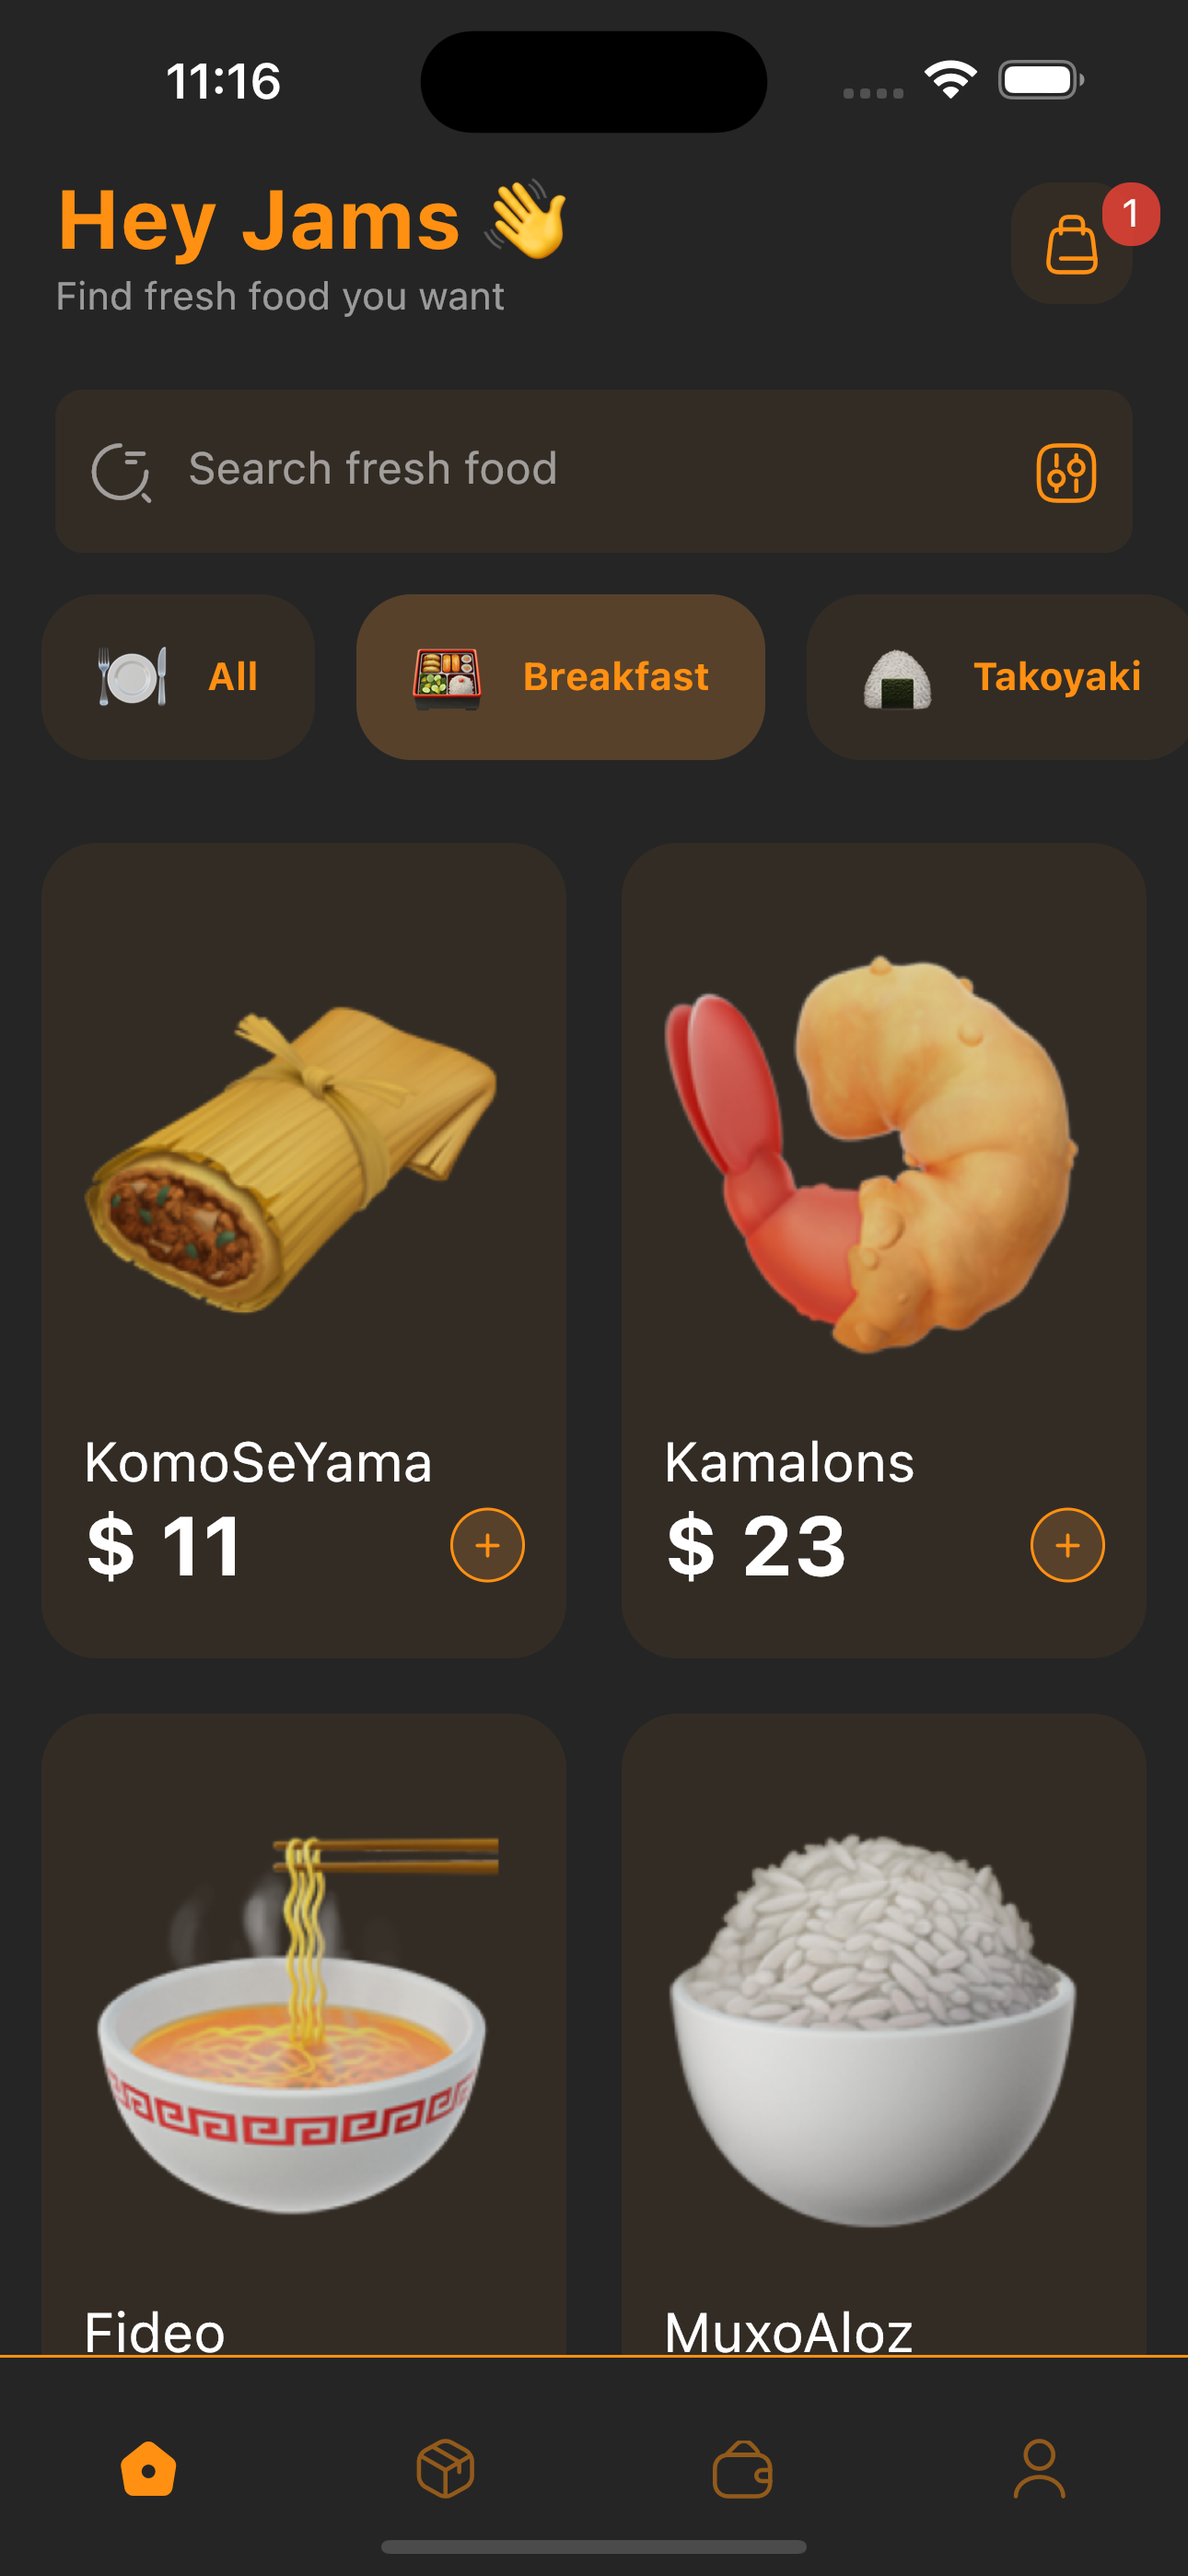 11:16
Hey Jams 👋
1
Find fresh food you want
Search fresh food
All
Breakfast
Takoyaki
KomoSeYama
$ 11
Kamalons
$ 23
Fideo
MuxoAloz